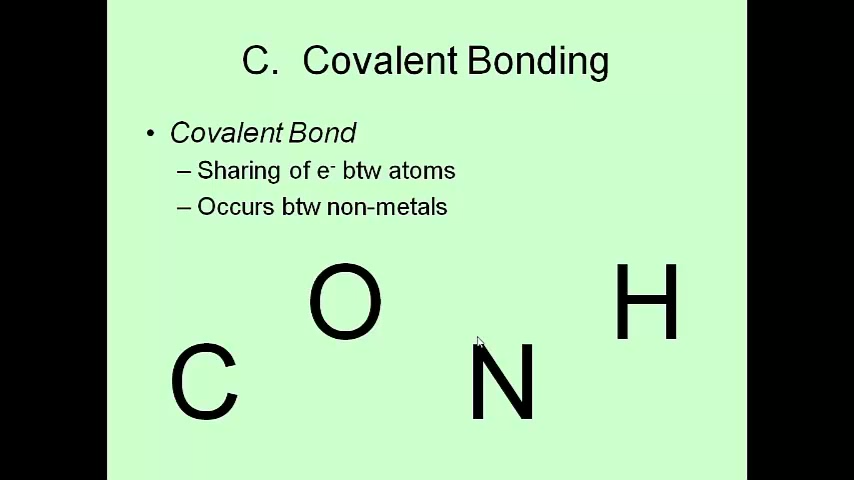 C. Covalent Bonding
• Covalent Bond
– Sharing of e⁻ btw atoms
– Occurs btw non-metals
O H
C N